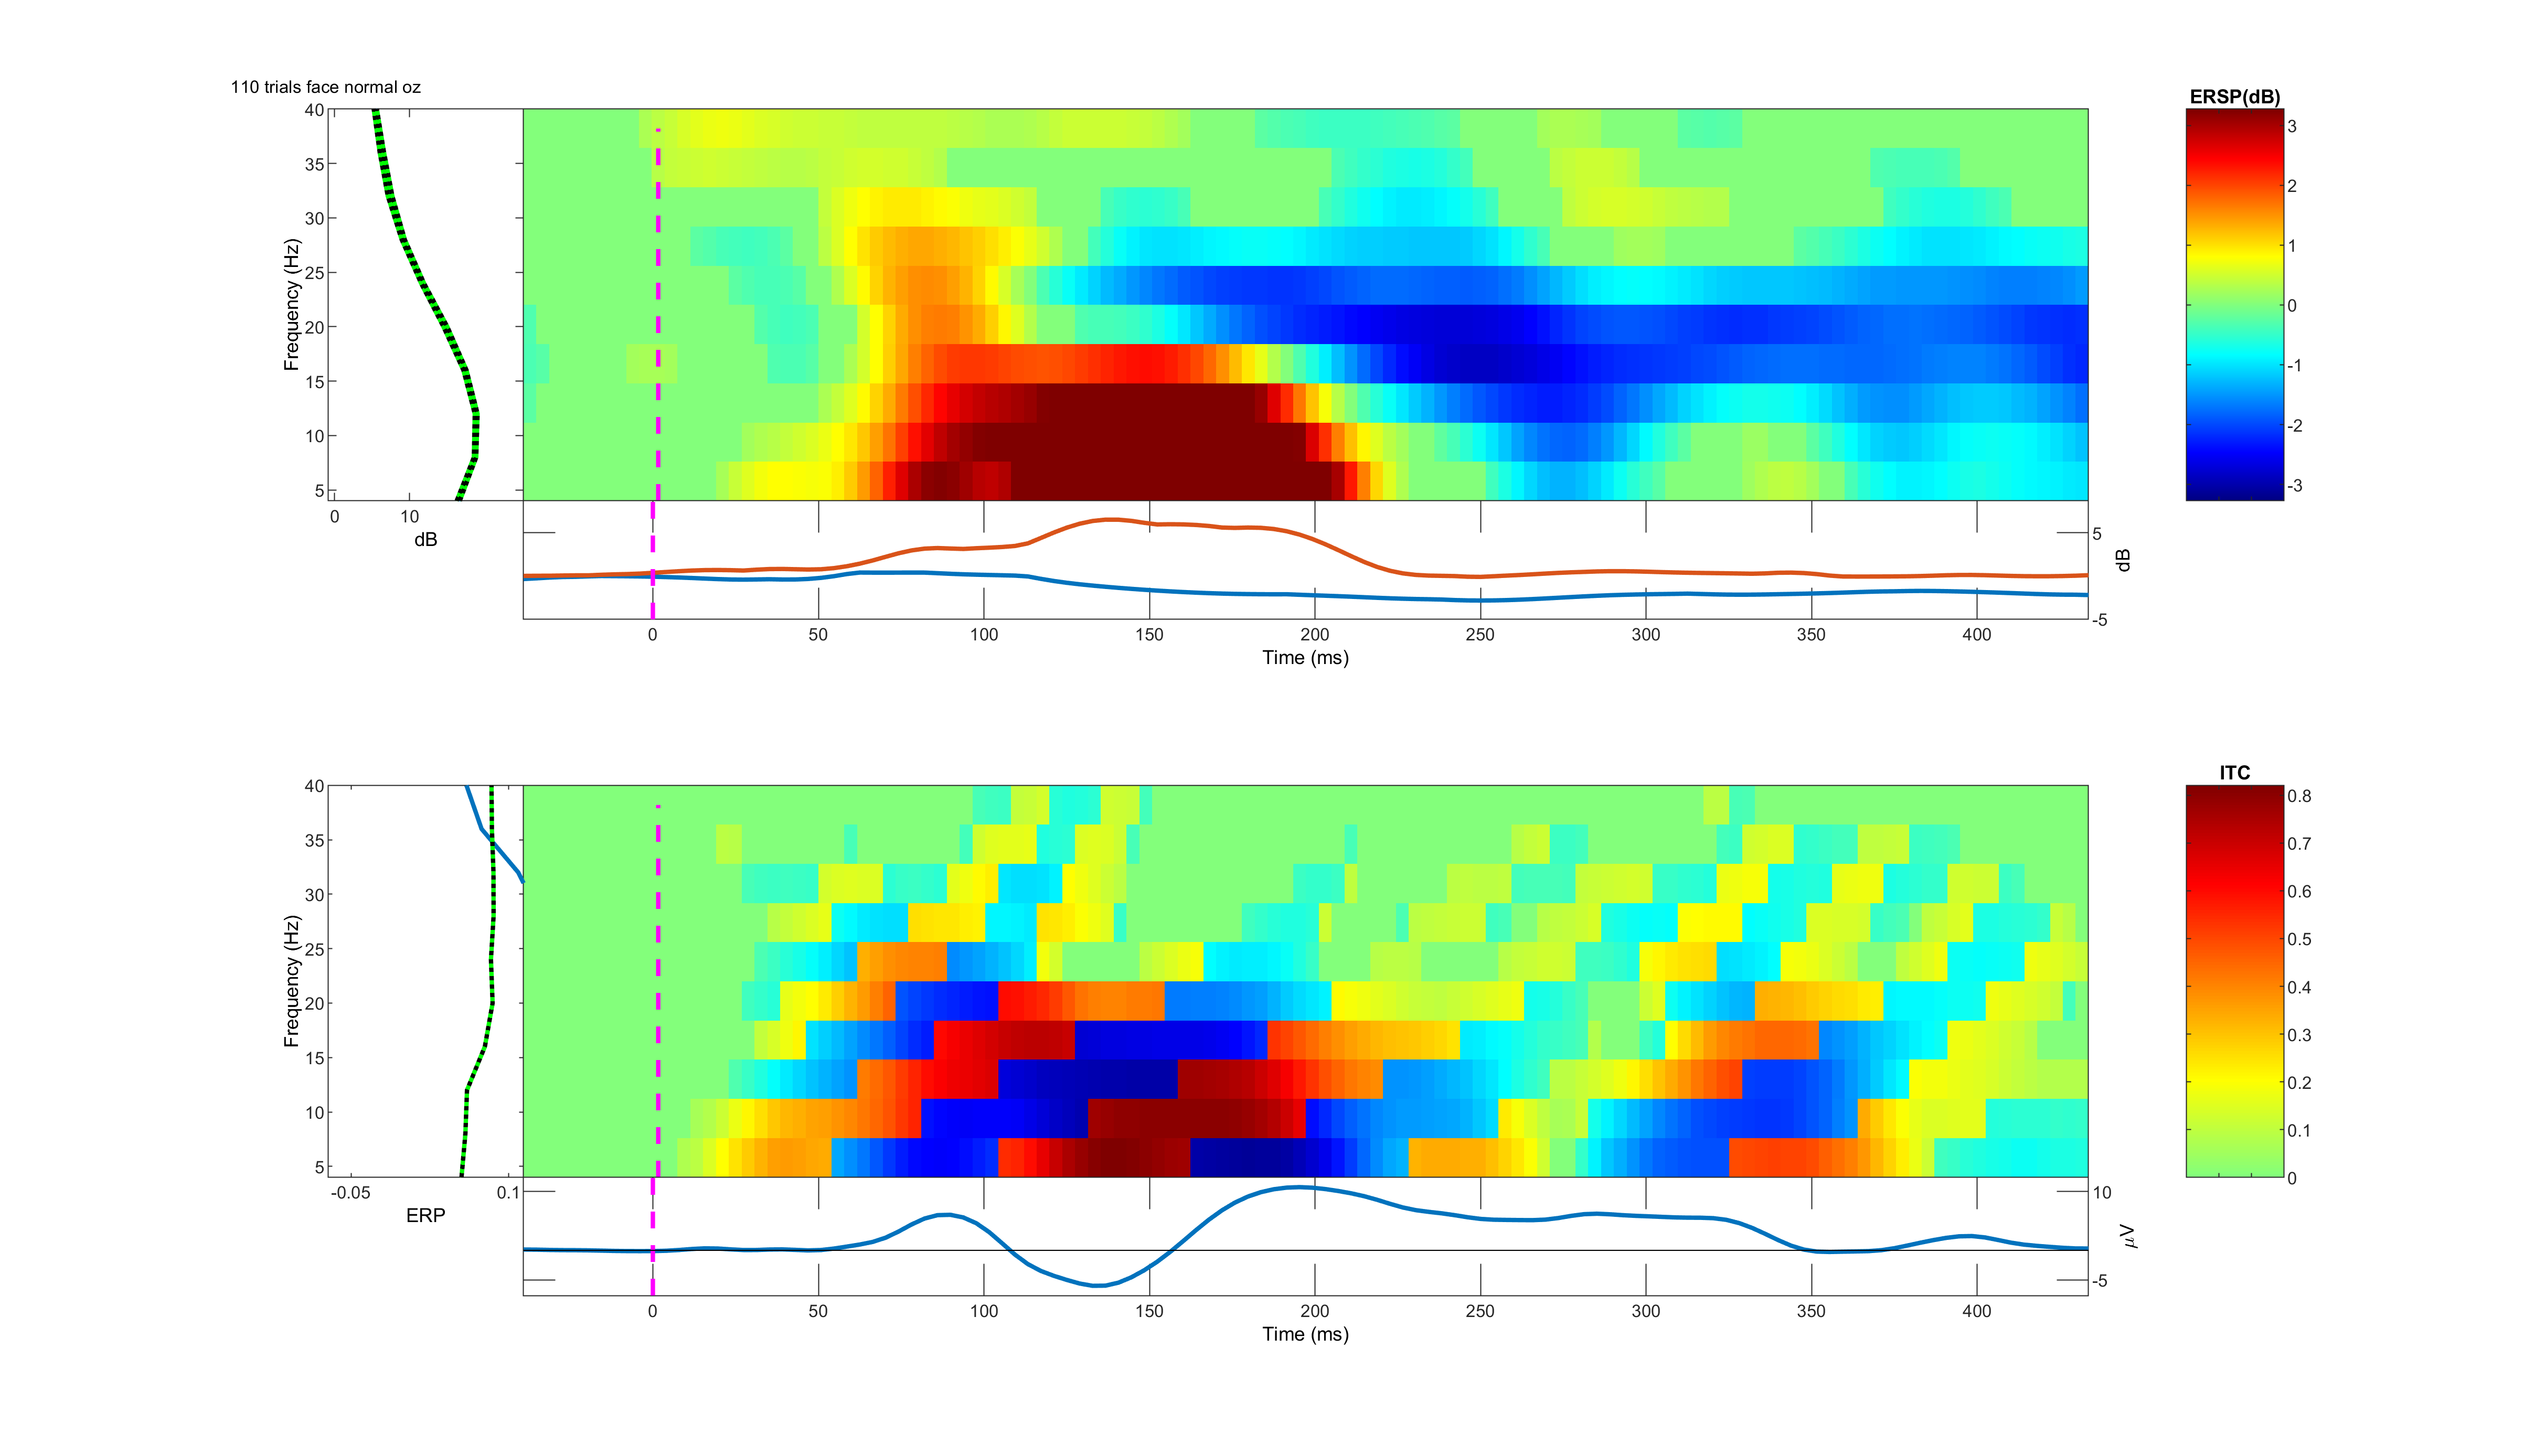 110 trials face normal oz
ERSP(dB)
40
35
30
25
20
15
10
5
Frequency (Hz)
0 10
dB
3
2
1
0
-1
-2
-3
5
-5
dB
0 50 100 150 200 250 300 350 400
Time (ms)
ITC
40
35
30
25
20
15
10
5
Frequency (Hz)
-0.05 0.1
ERP
0.8
0.7
0.6
0.5
0.4
0.3
0.2
0.1
0
10
-5
μV
0 50 100 150 200 250 300 350 400
Time (ms)